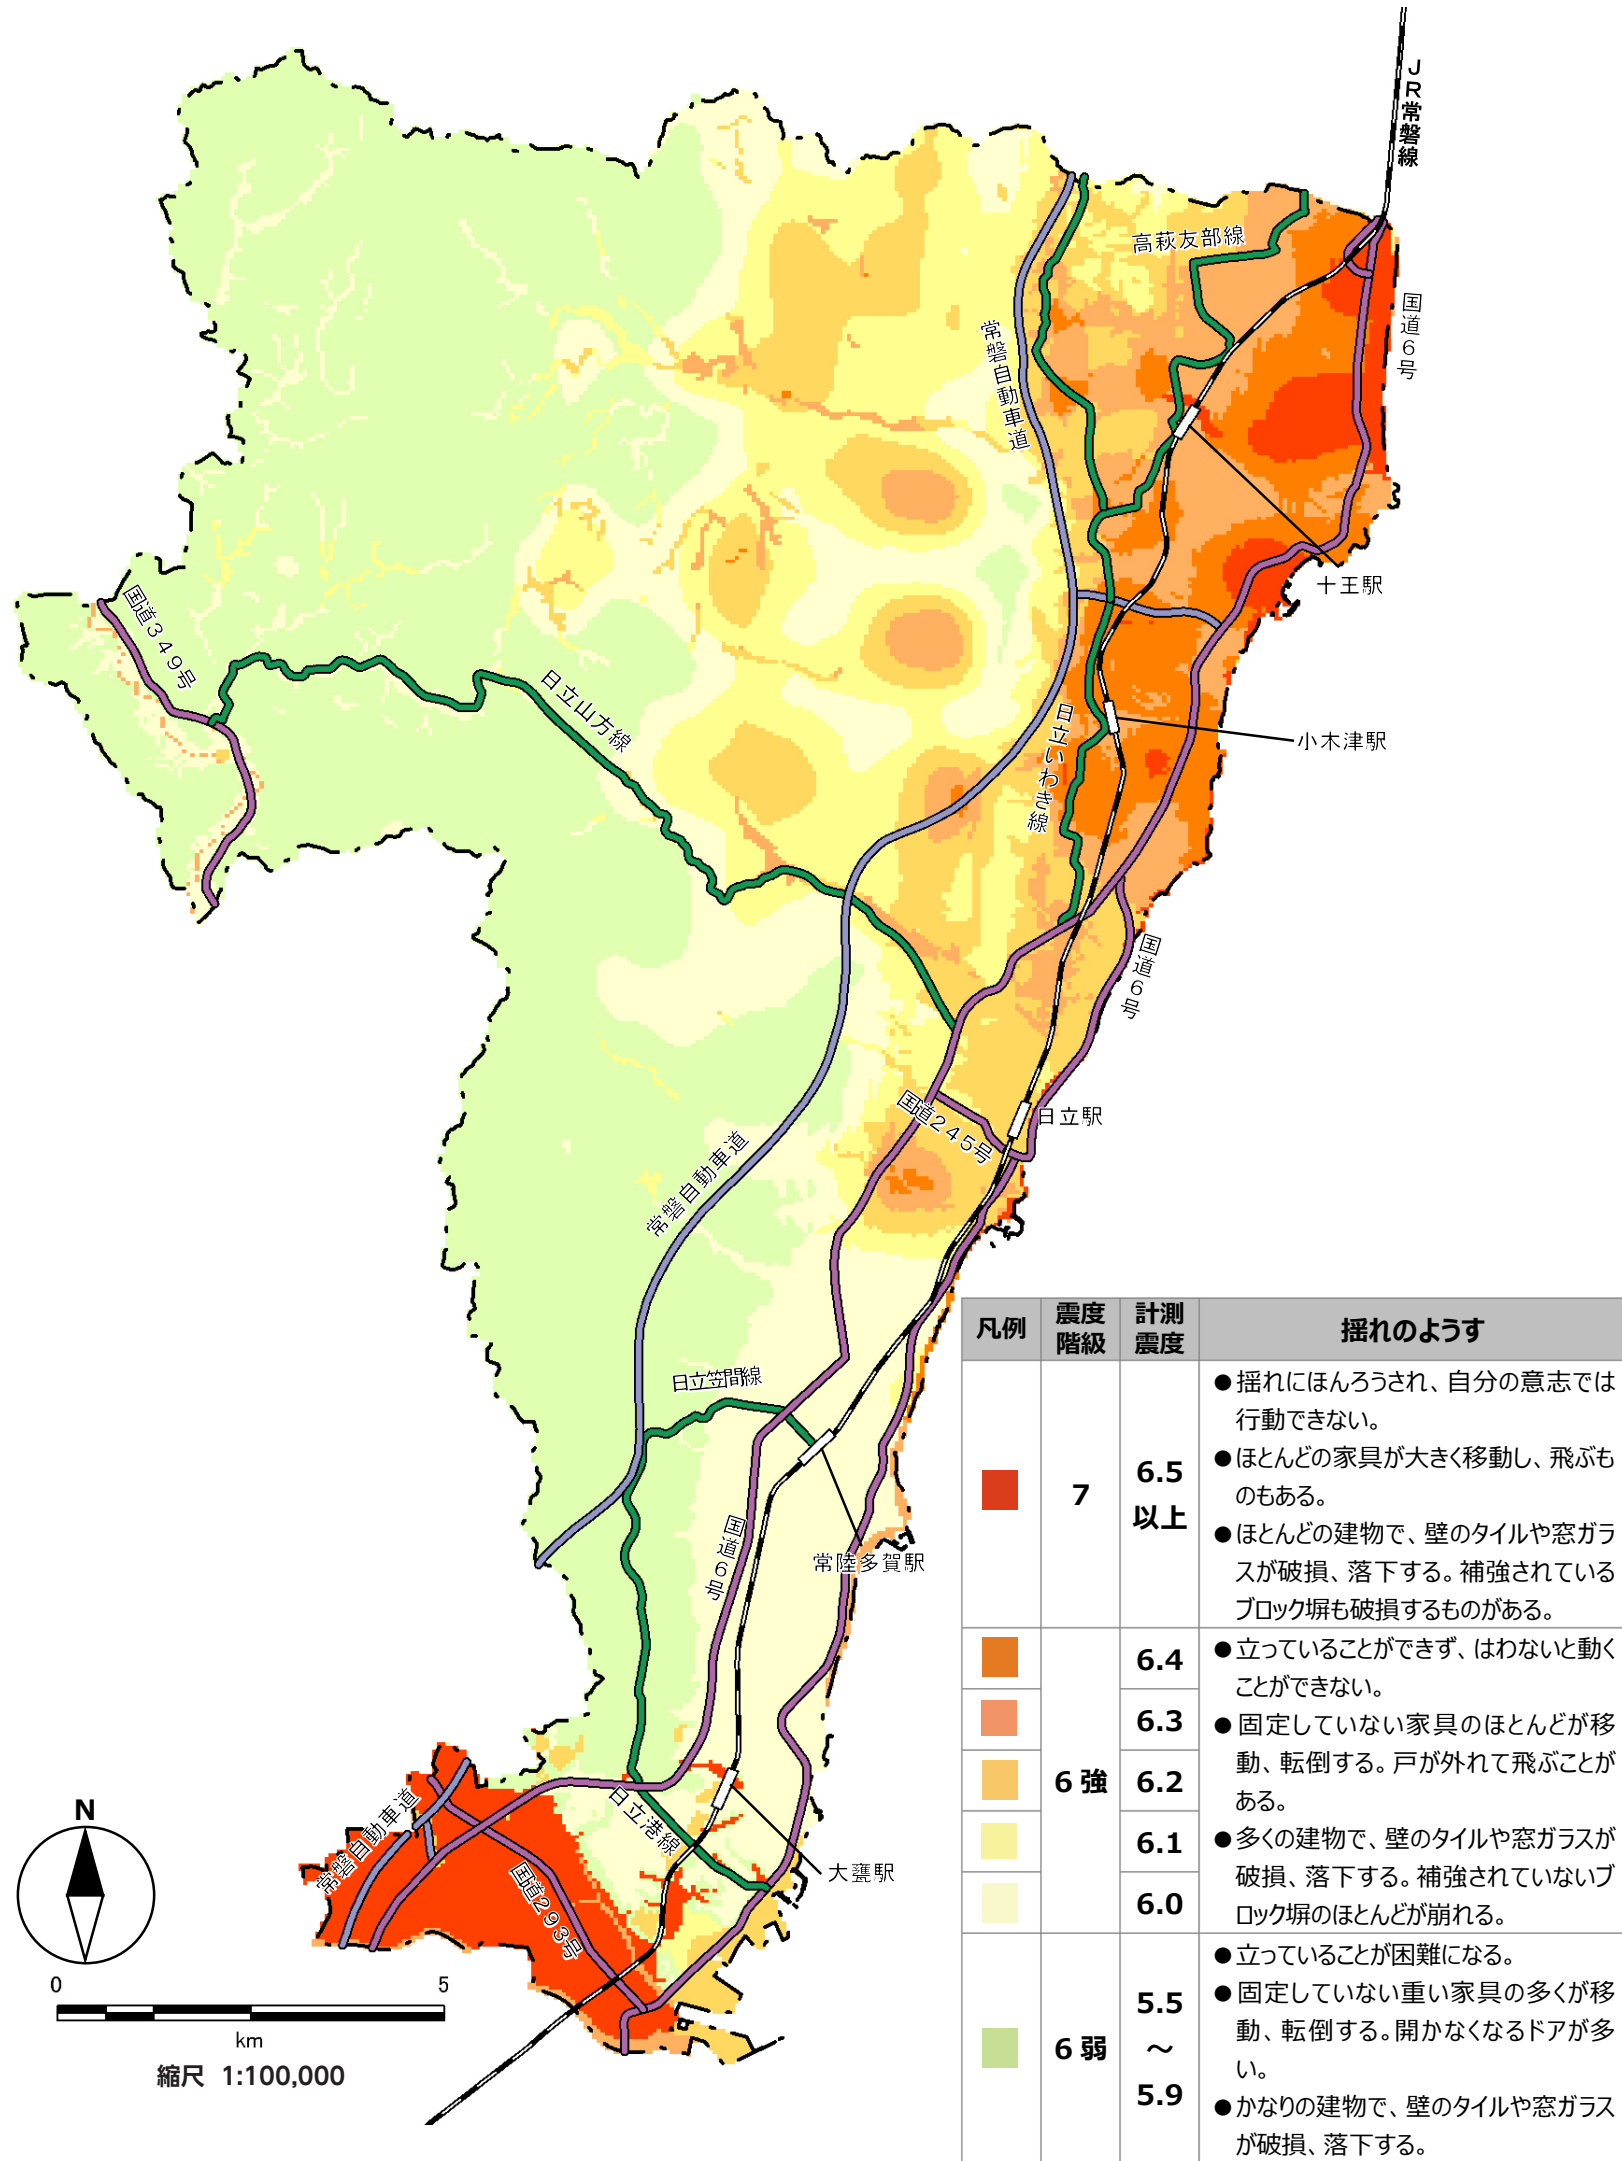 JR常磐線
高萩友部線
国道6号
常磐自動車道
十王駅
国道349号
日立山方線
日立いわき線
小木津駅
国道6号
国道245号
日立駅
常磐自動車道
日立笠間線
国道6号
常陸多賀駅
常磐自動車道
日立港線
国道293号
大甕駅
N
0 5
km
縮尺 1:100,000
凡例 震度階級 計測震度 揺れのようす
7 6.5以上
●揺れにほんろうされ、自分の意志では
行動できない。
●ほとんどの家具が大きく移動し、飛ぶも
のもある。
●ほとんどの建物で、壁のタイルや窓ガラ
スが破損、落下する。補強されている
ブロック塀も破損するものがある。
6強
6.4
6.3
6.2
6.1
6.0
●立っていることができず、はわないと動く
ことができない。
●固定していない家具のほとんどが移
動、転倒する。戸が外れて飛ぶことが
ある。
●多くの建物で、壁のタイルや窓ガラスが
破損、落下する。補強されていないブ
ロック塀のほとんどが崩れる。
6弱 5.5～5.9
●立っていることが困難になる。
●固定していない重い家具の多くが移
動、転倒する。開かなくなるドアが多
い。
●かなりの建物で、壁のタイルや窓ガラス
が破損、落下する。